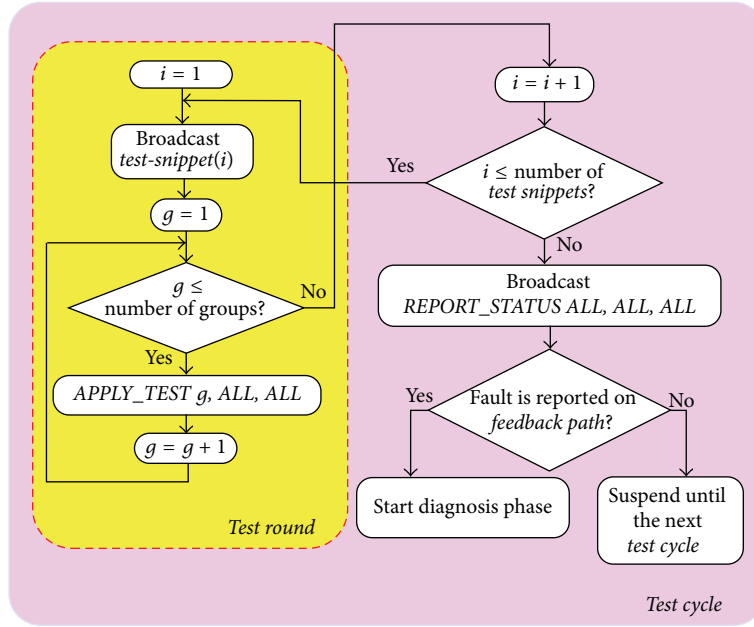 i = 1
Broadcast
test-snippet(i)
g = 1
g ≤
number of groups?
No
Yes
APPLY_TEST g, ALL, ALL
g = g + 1
Test round
i = i + 1
i ≤ number of
test snippets?
Yes
No
Broadcast
REPORT_STATUS ALL, ALL, ALL
Fault is reported on
feedback path?
Yes
No
Start diagnosis phase
Suspend until
the next
test cycle
Test cycle